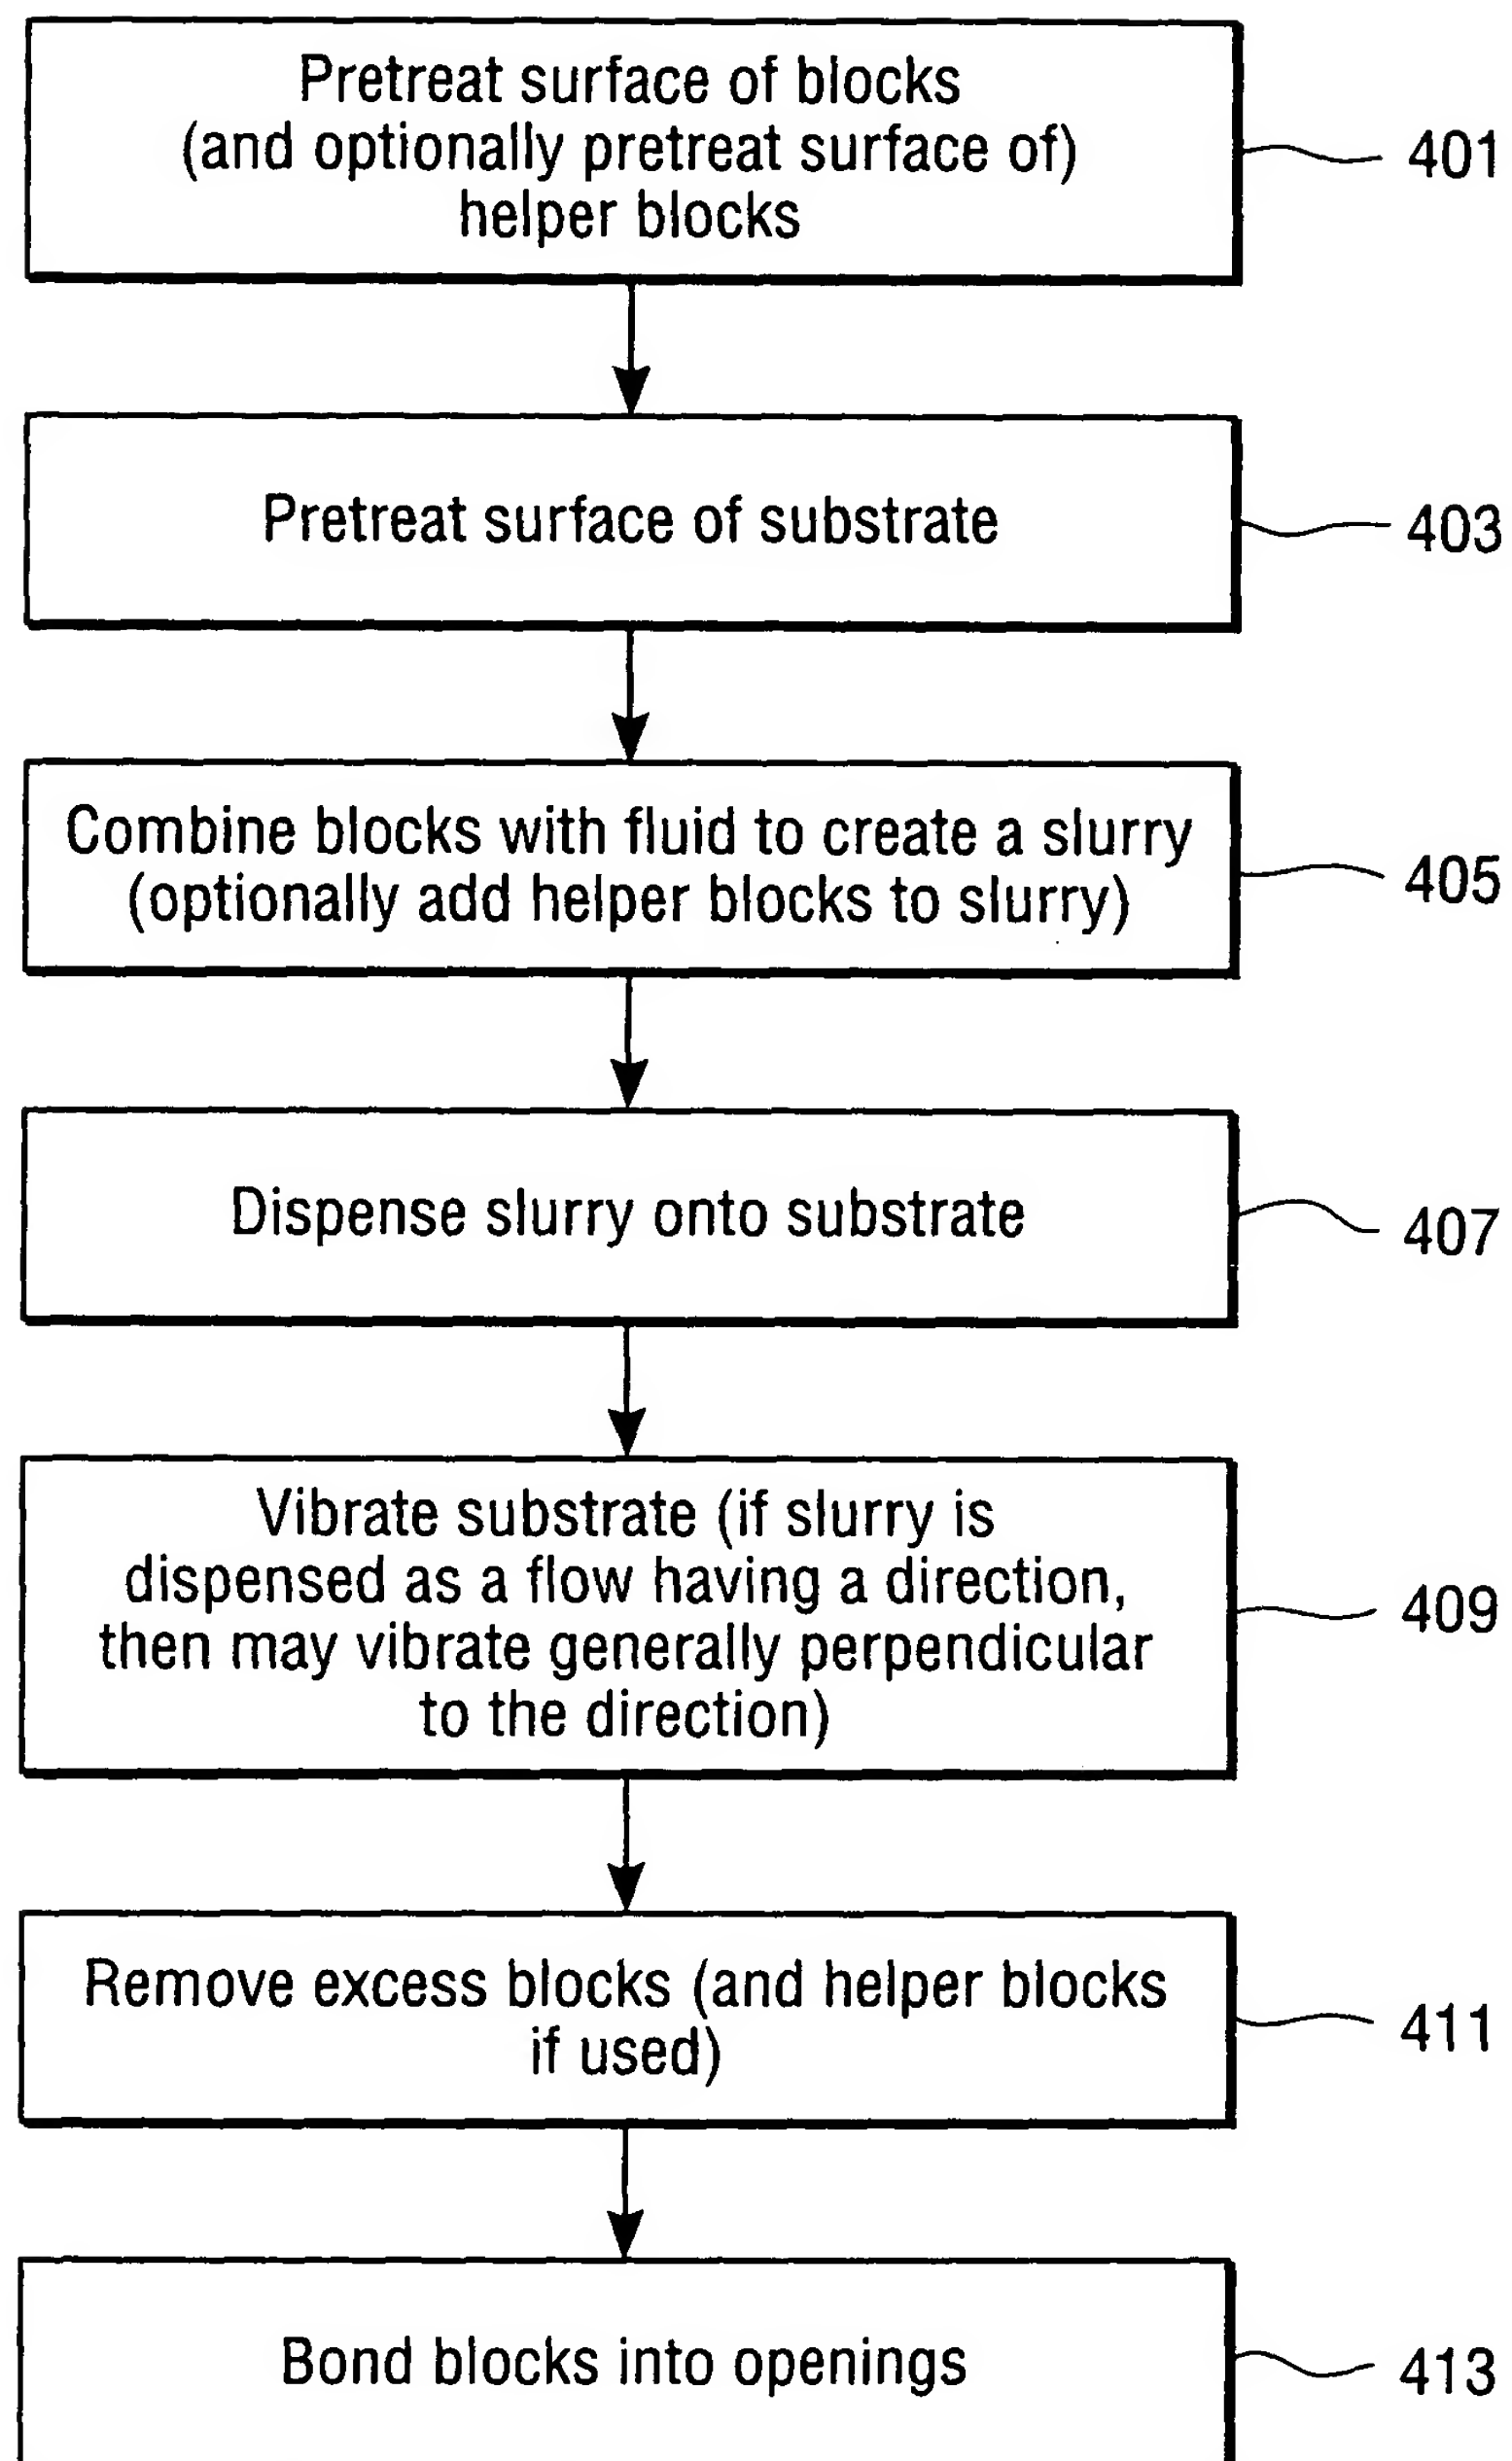 Pretreat surface of blocks
(and optionally pretreat surface of)
helper blocks
401
Pretreat surface of substrate
403
Combine blocks with fluid to create a slurry
(optionally add helper blocks to slurry)
405
Dispense slurry onto substrate
407
Vibrate substrate (if slurry is
dispensed as a flow having a direction,
then may vibrate generally perpendicular
to the direction)
409
Remove excess blocks (and helper blocks
if used)
411
Bond blocks into openings
413